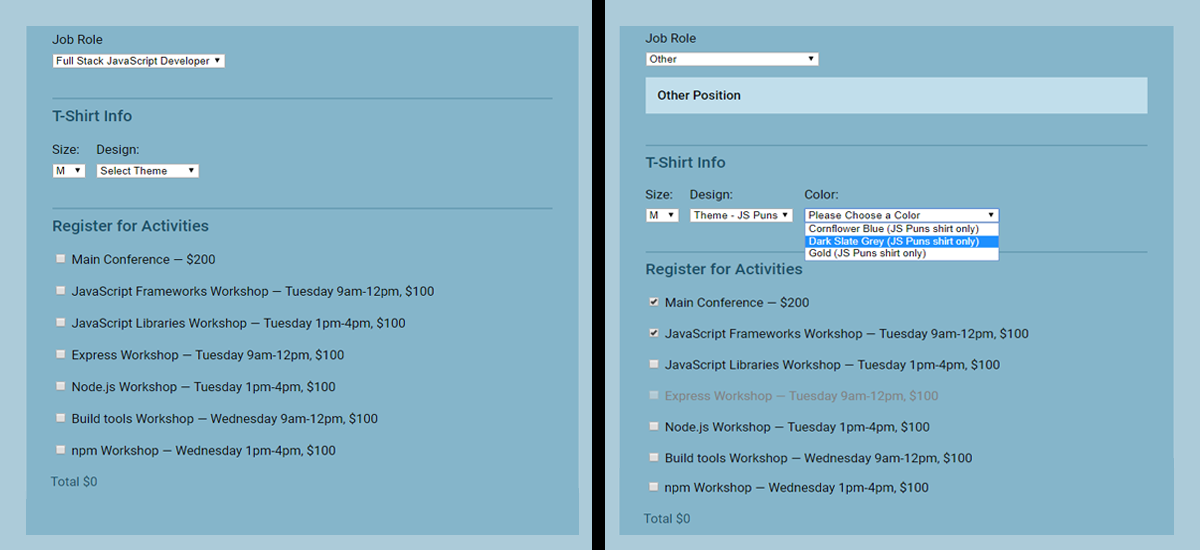 Job Role
Full Stack JavaScript Developer
T-Shirt Info
Size: Design:
M Select Theme
Register for Activities
Main Conference — $200
JavaScript Frameworks Workshop — Tuesday 9am-12pm, $100
JavaScript Libraries Workshop — Tuesday 1pm-4pm, $100
Express Workshop — Tuesday 9am-12pm, $100
Node.js Workshop — Tuesday 1pm-4pm, $100
Build tools Workshop — Wednesday 9am-12pm, $100
npm Workshop — Wednesday 1pm-4pm, $100
Total $0
Job Role
Other
Other Position
T-Shirt Info
Size: Design: Color:
M Theme - JS Puns Please Choose a Color
Cornflower Blue (JS Puns shirt only)
Dark Slate Grey (JS Puns shirt only)
Gold (JS Puns shirt only)
Register for Activities
Main Conference — $200
JavaScript Frameworks Workshop — Tuesday 9am-12pm, $100
JavaScript Libraries Workshop — Tuesday 1pm-4pm, $100
Express Workshop — Tuesday 9am-12pm, $100
Node.js Workshop — Tuesday 1pm-4pm, $100
Build tools Workshop — Wednesday 9am-12pm, $100
npm Workshop — Wednesday 1pm-4pm, $100
Total $0